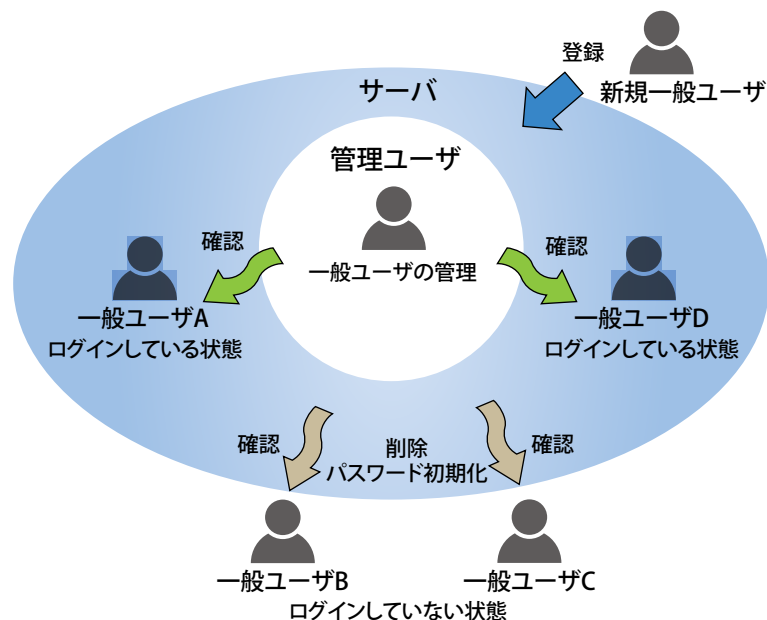 登録
新規一般ユーザ
サーバ
管理ユーザ
確認
確認
一般ユーザの管理
一般ユーザA
ログインしている状態
一般ユーザD
ログインしている状態
確認
削除
パスワード初期化
確認
一般ユーザB
一般ユーザC
ログインしていない状態